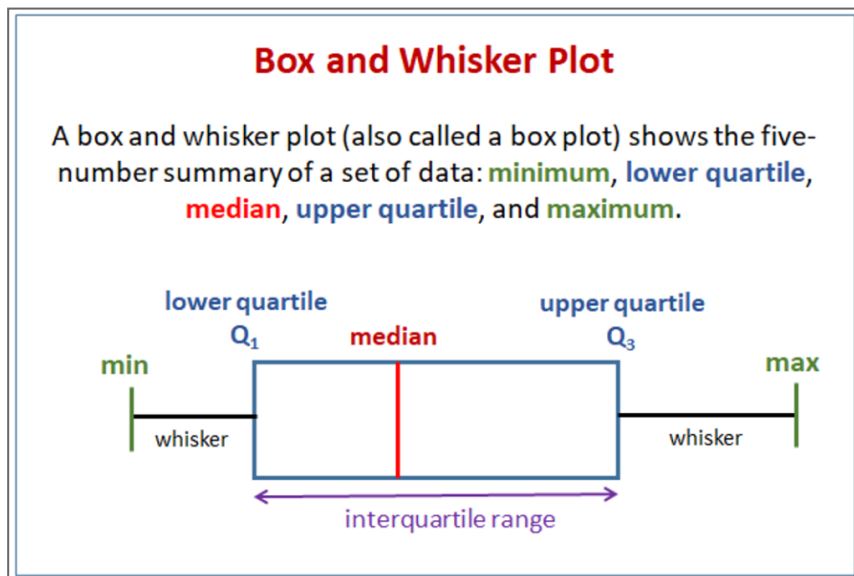 Box and Whisker Plot
A box and whisker plot (also called a box plot) shows the five-
number summary of a set of data: minimum, lower quartile,
median, upper quartile, and maximum.
lower quartile
Q₁
median
upper quartile
Q₃
min
max
whisker
whisker
interquartile range